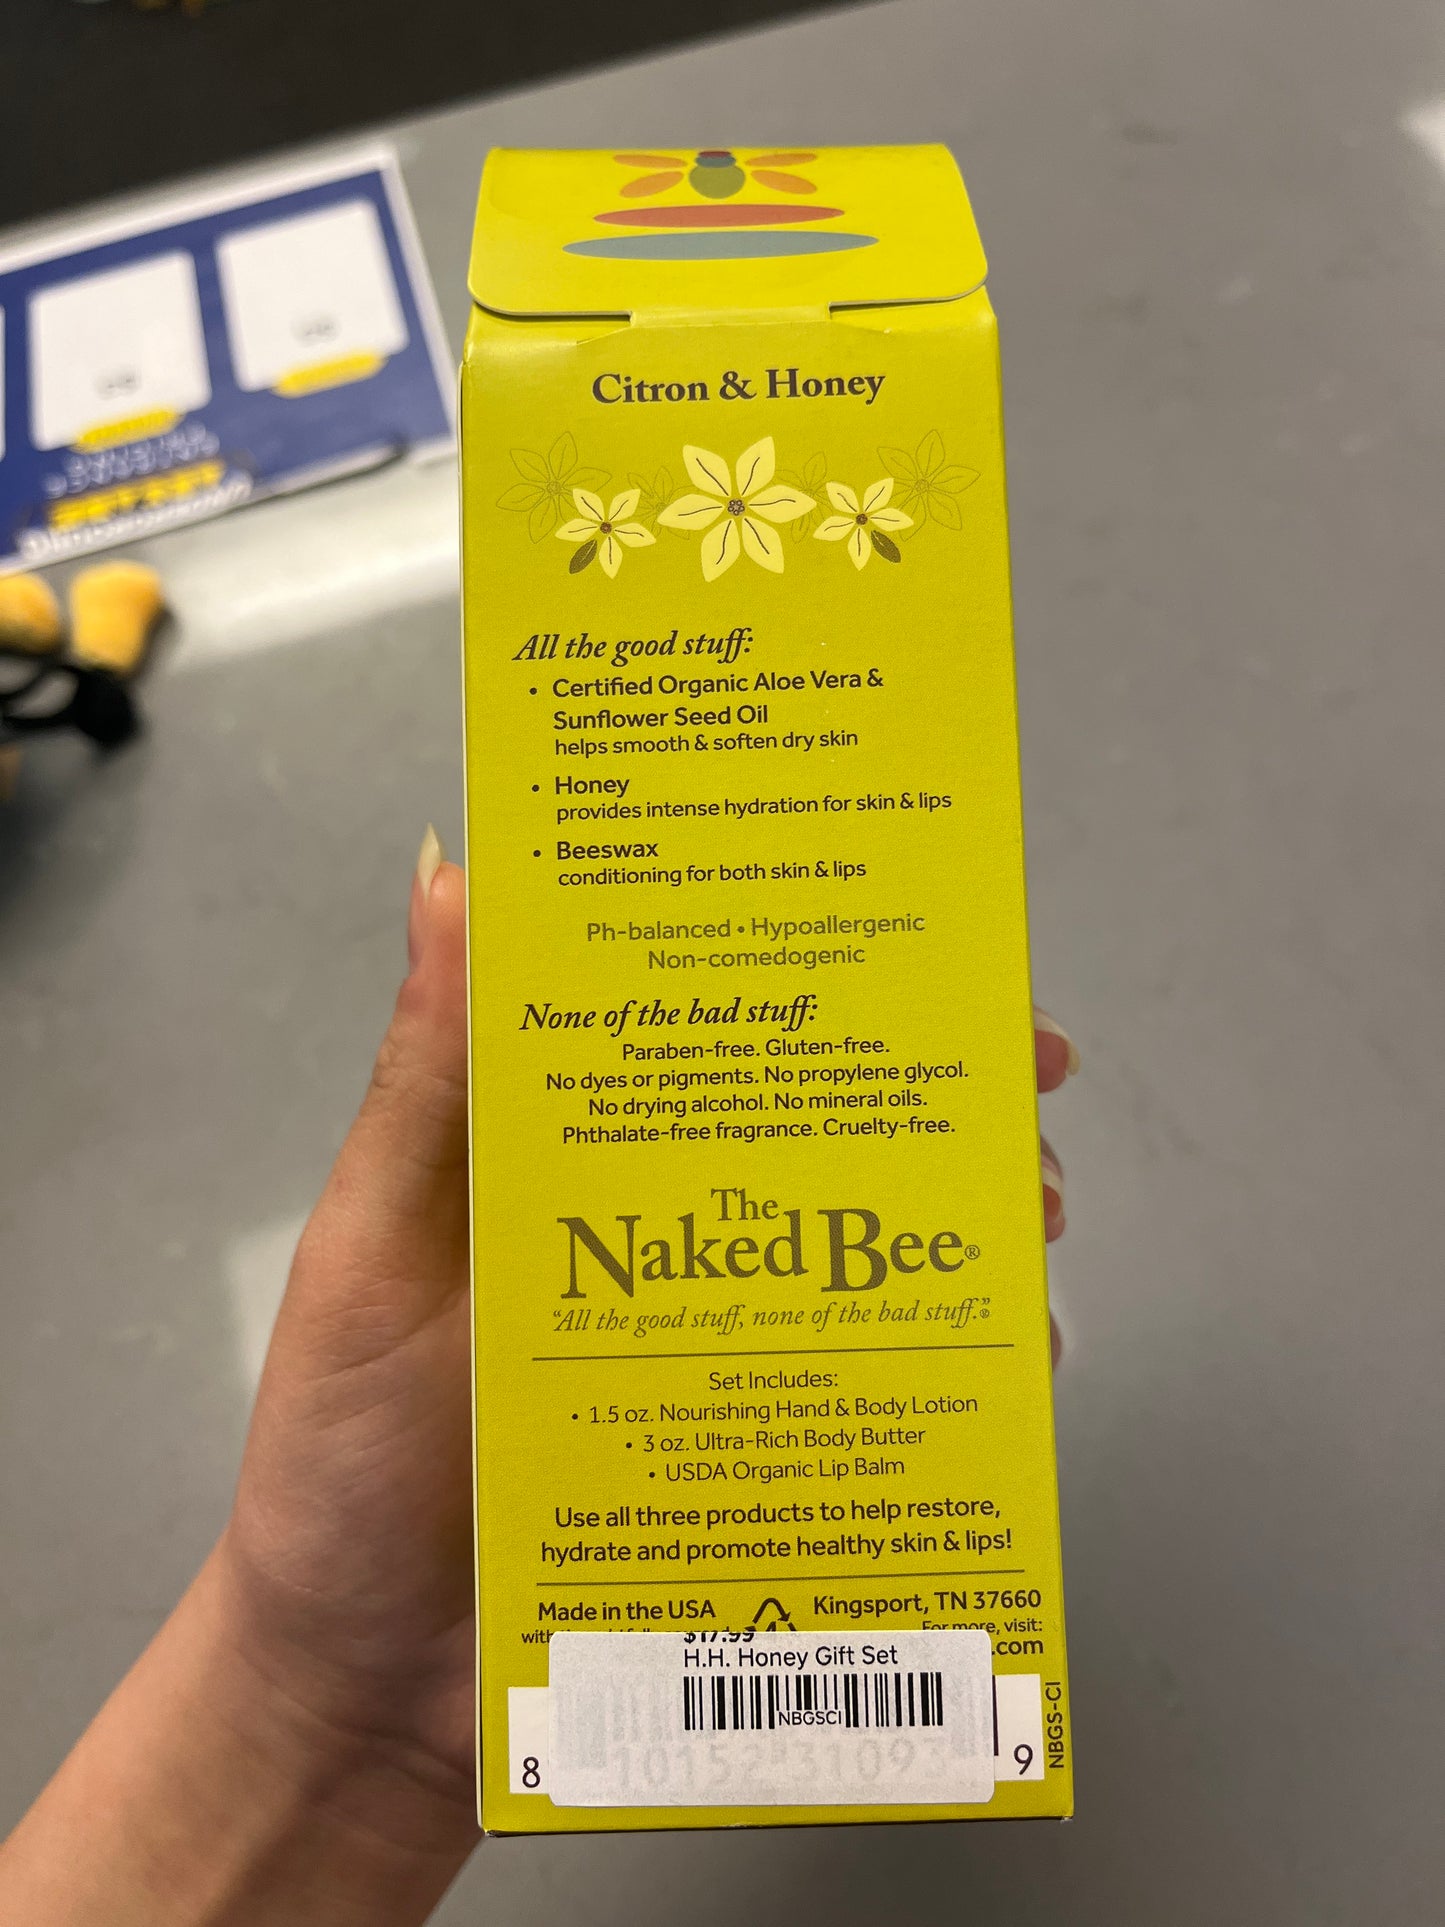 Citron & Honey
All the good stuff:
• Certified Organic Aloe Vera &
Sunflower Seed Oil
helps smooth & soften dry skin
• Honey
provides intense hydration for skin & lips
• Beeswax
conditioning for both skin & lips
Ph-balanced • Hypoallergenic
Non-comedogenic
None of the bad stuff:
Paraben-free. Gluten-free.
No dyes or pigments. No propylene glycol.
No drying alcohol. No mineral oils.
Phthalate-free fragrance. Cruelty-free.
The
Naked Bee®
"All the good stuff, none of the bad stuff."®
Set Includes:
• 1.5 oz. Nourishing Hand & Body Lotion
• 3 oz. Ultra-Rich Body Butter
• USDA Organic Lip Balm
Use all three products to help restore,
hydrate and promote healthy skin & lips!
Made in the USA
with
Kingsport, TN 37660
For more, visit:
.com
$17.99
H.H. Honey Gift Set
NBGSCI
8 10152 31093 9
NBGS-CI